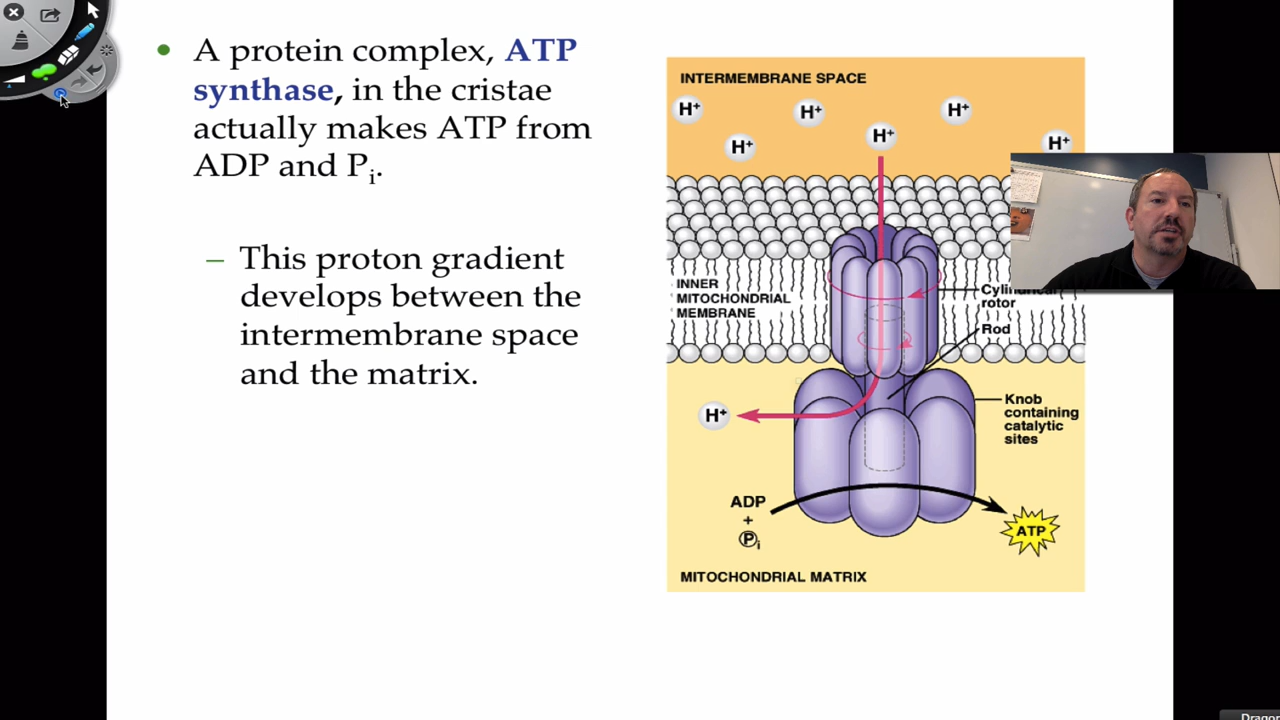 • A protein complex, ATP
synthase, in the cristae
actually makes ATP from
ADP and Pi.
– This proton gradient
develops between the
intermembrane space
and the matrix.
INTERMEMBRANE SPACE
H+
H+
H+
H+
H+
H+
INNER
MITOCHONDRIAL
MEMBRANE
Cylindrical
rotor
Rod
H+
Knob
containing
catalytic
sites
ADP
+
Pi
ATP
MITOCHONDRIAL MATRIX